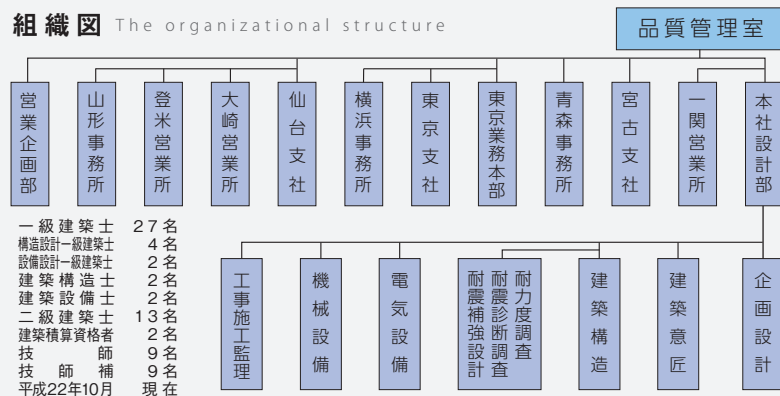 組織図 The organizational structure
品質管理室
営業企画部
山形事務所
登米営業所
大崎営業所
仙台支社
横浜事務所
東京支社
東京業務本部
青森事務所
宮古支社
一関営業所
本社設計部
一級建築士 27名
構造設計一級建築士 4名
設備設計一級建築士 2名
建築構造士 2名
建築設備士 2名
二級建築士 13名
建築積算資格者 2名
技師 9名
技師補 9名
平成22年10月 現在
工事施工監理
機械設備
電気設備
耐力度調査
耐震診断調査
耐震補強設計
建築構造
建築意匠
企画設計